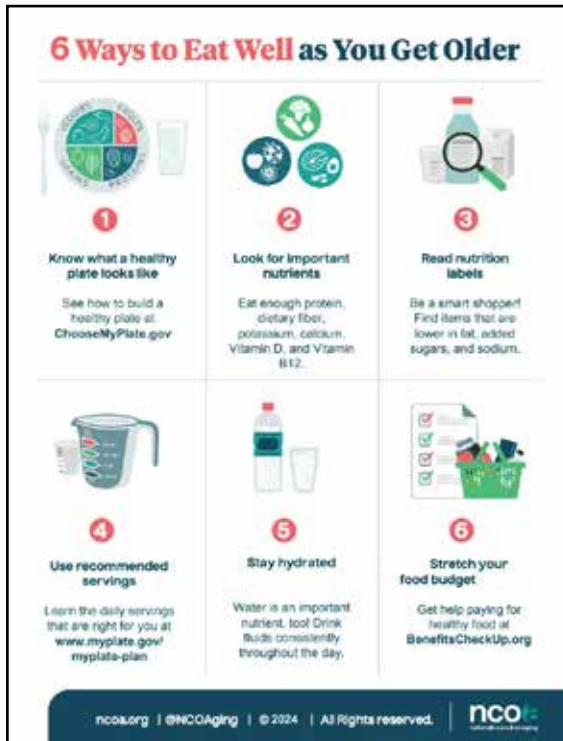 6 Ways to Eat Well as You Get Older
VEGGIES
FRUITS
GRAINS
PROTEINS
1
Know what a healthy
plate looks like
See how to build a
healthy plate at
ChooseMyPlate.gov
2
Look for important
nutrients
Eat enough protein,
dietary fiber,
potassium, calcium,
Vitamin D, and Vitamin
B12.
3
Read nutrition
labels
Be a smart shopper!
Find items that are
lower in fat, added
sugars, and sodium.
4
Use recommended
servings
Learn the daily servings
that are right for you at
www.myplate.gov/
myplate-plan
5
Stay hydrated
Water is an important
nutrient, too! Drink
fluids consistently
throughout the day.
6
Stretch your
food budget
Get help paying for
healthy food at
BenefitsCheckUp.org
ncoa.org | @NCOAging | © 2024 | All Rights reserved.
nco